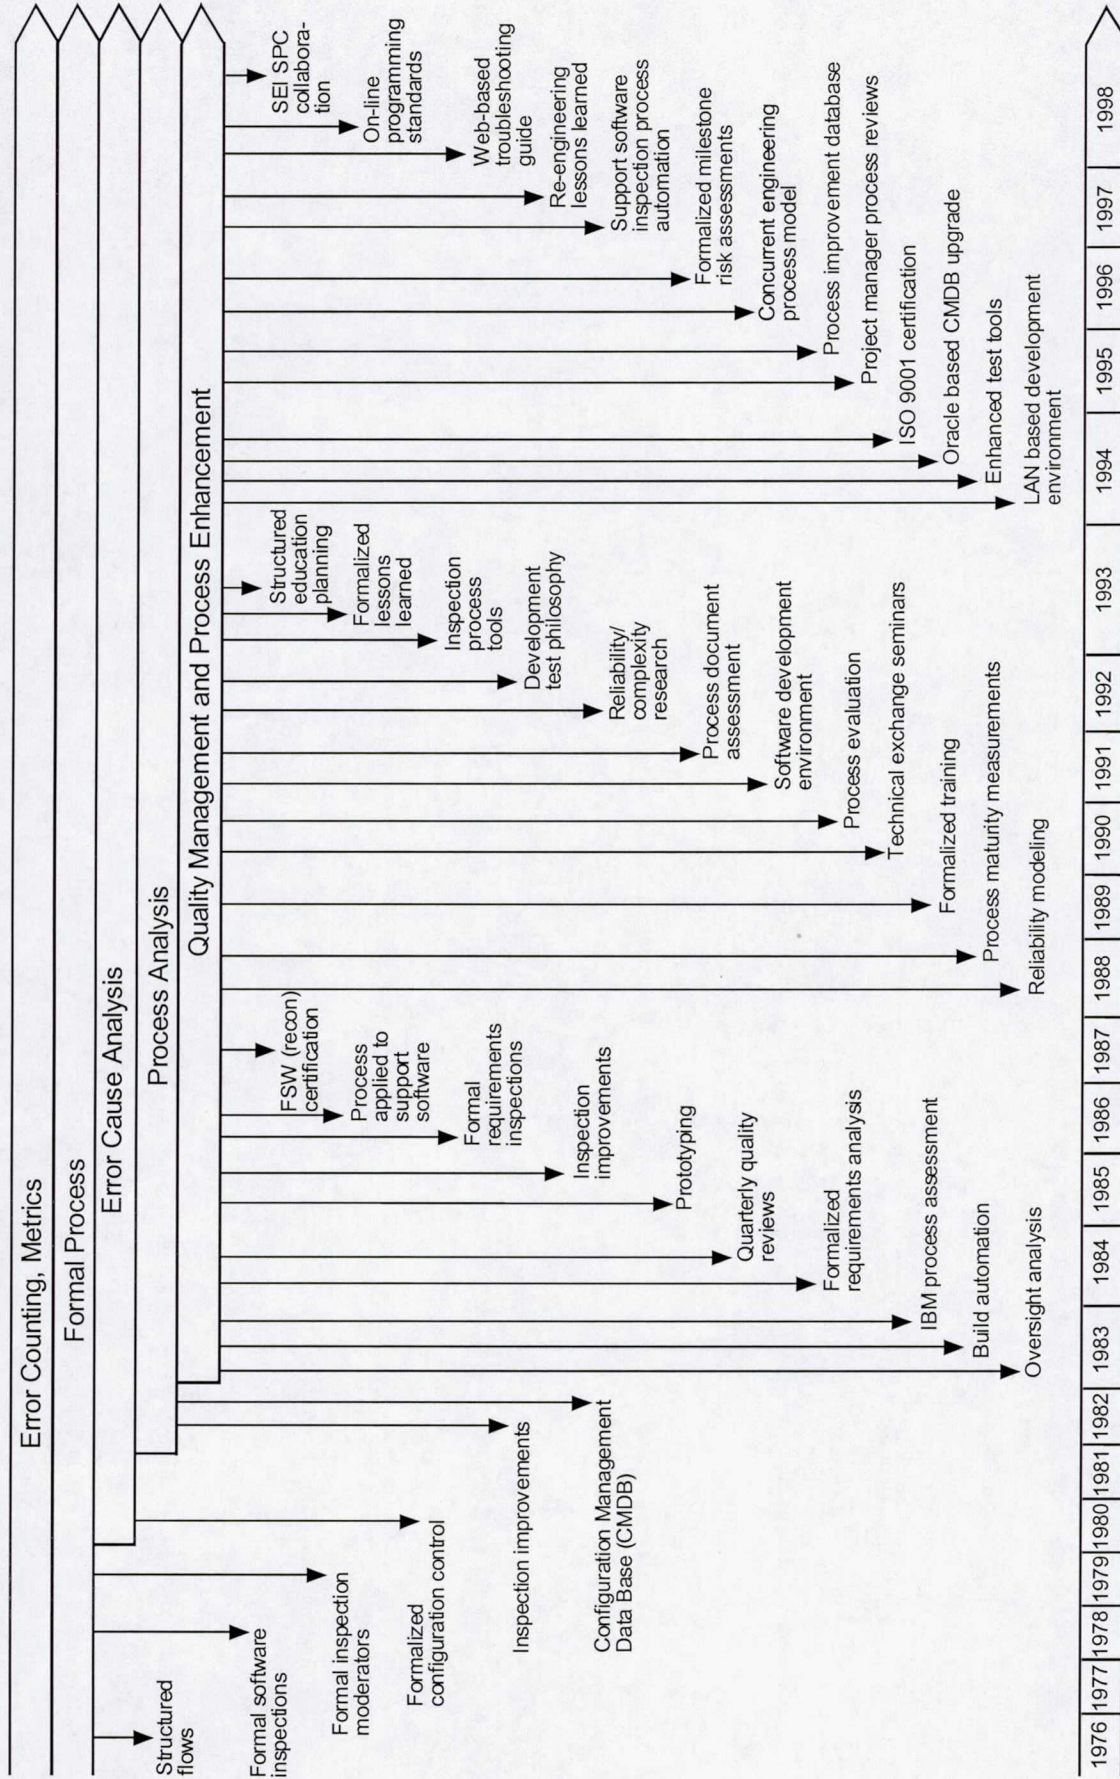 Error Counting, Metrics
Formal Process
Error Cause Analysis
Process Analysis
Quality Management and Process Enhancement
Structured
flows
Formal software
inspections
Formal inspection
moderators
Formalized
configuration control
Inspection improvements
Configuration Management
Data Base (CMDB)
Oversight analysis
Build automation
IBM process assessment
Formalized
requirements analysis
Quarterly quality
reviews
Prototyping
Inspection
improvements
Formal
requirements
inspections
Process
applied to
support
software
FSW (recon)
certification
Reliability modeling
Process maturity measurements
Formalized training
Technical exchange seminars
Process evaluation
Software development
environment
Process document
assessment
Reliability/
complexity
research
Development
test philosophy
Inspection
process
tools
Formalized
lessons
learned
Structured
education
planning
LAN based development
environment
Enhanced test tools
Oracle based CMDB upgrade
ISO 9001 certification
Project manager process reviews
Process improvement database
Concurrent engineering
process model
Formalized milestone
risk assessments
Support software
inspection process
automation
Re-engineering
lessons learned
Web-based
troubleshooting
guide
On-line
programming
standards
SEI SPC
collabora-
tion
1976 1977 1978 1979 1980 1981 1982 1983 1984 1985 1986 1987 1988 1989 1990 1991 1992 1993 1994 1995 1996 1997 1998